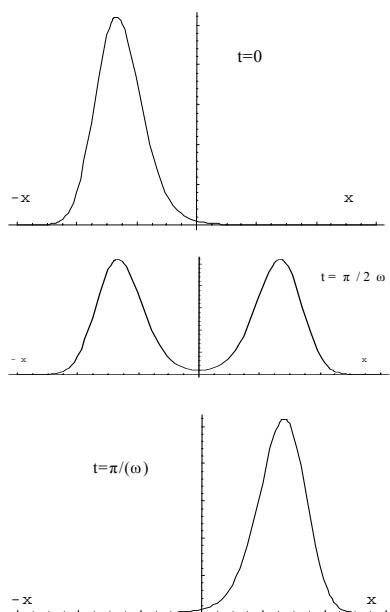 t=0
-x x
t = π /2 ω
-x x
t=π/(ω)
-x x